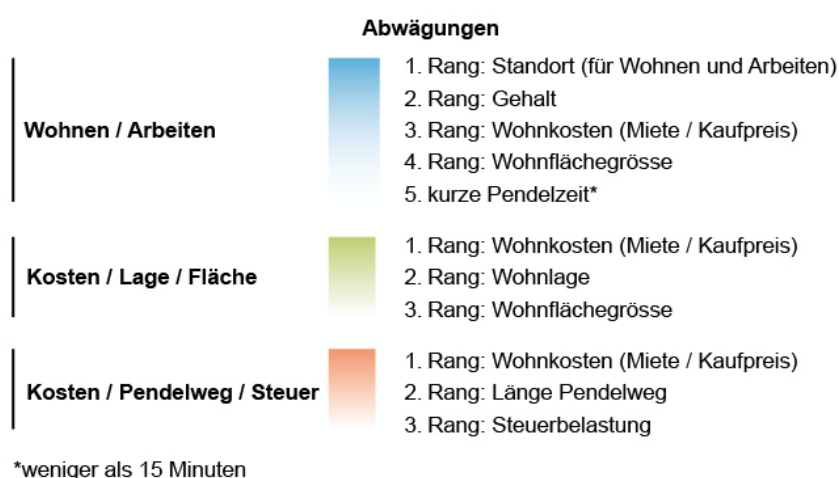 Abwägungen
Wohnen / Arbeiten
1. Rang: Standort (für Wohnen und Arbeiten)
2. Rang: Gehalt
3. Rang: Wohnkosten (Miete / Kaufpreis)
4. Rang: Wohnflächegrösse
5. kurze Pendelzeit*
Kosten / Lage / Fläche
1. Rang: Wohnkosten (Miete / Kaufpreis)
2. Rang: Wohnlage
3. Rang: Wohnflächegrösse
Kosten / Pendelweg / Steuer
1. Rang: Wohnkosten (Miete / Kaufpreis)
2. Rang: Länge Pendelweg
3. Rang: Steuerbelastung
*weniger als 15 Minuten